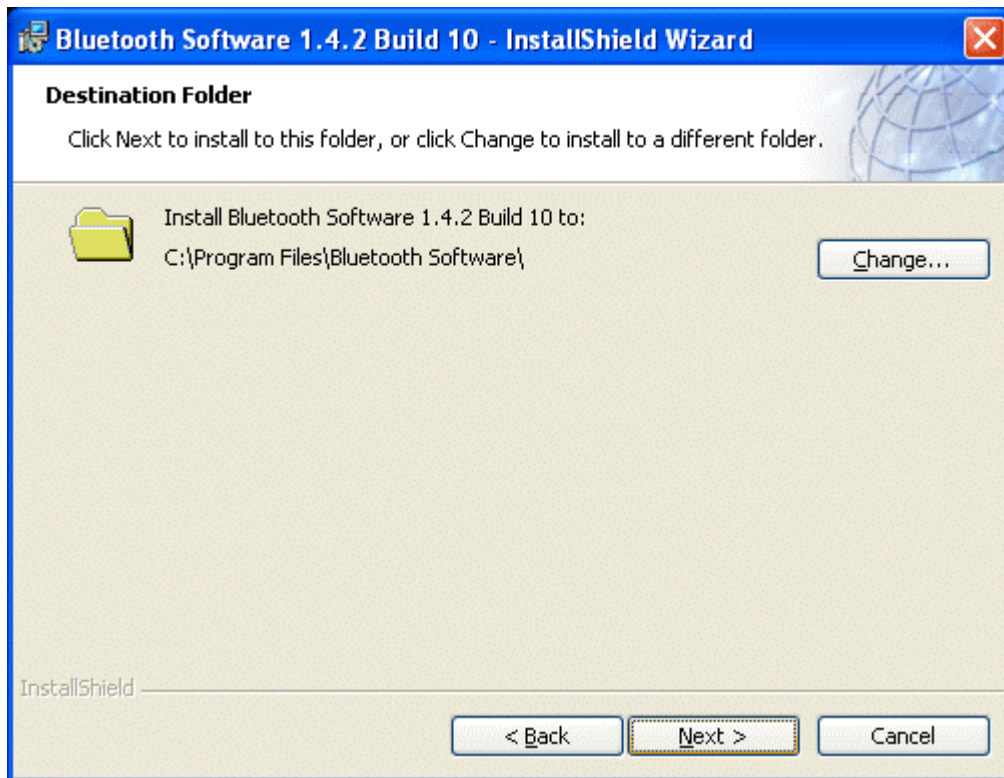 Bluetooth Software 1.4.2 Build 10 - InstallShield Wizard
Destination Folder
Click Next to install to this folder, or click Change to install to a different folder.
Install Bluetooth Software 1.4.2 Build 10 to:
C:\Program Files\Bluetooth Software\
Change...
InstallShield
< Back
Next >
Cancel